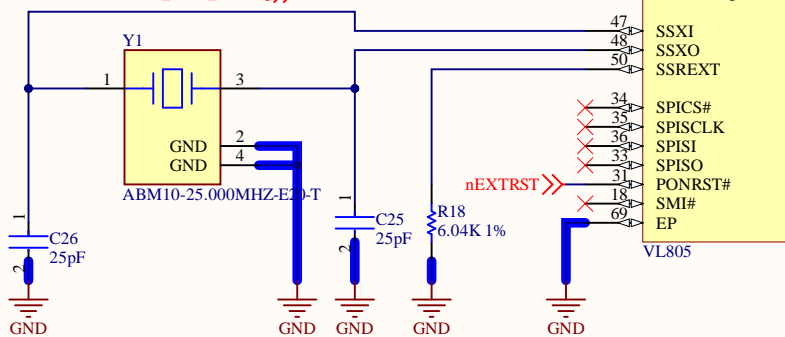 47
SSXI
48
SSXO
50
SSREXT
Y1
1
3
2
GND
4
GND
ABM10-25.000MHZ-E20-T
34
SPICS#
35
SPISCLK
36
SPISI
33
SPISO
nEXTRST
31
PONRST#
18
SMI#
69
EP
VL805
1
C26
25pF
2
1
C25
25pF
2
R18
6.04K 1%
GND
GND
GND
GND
GND